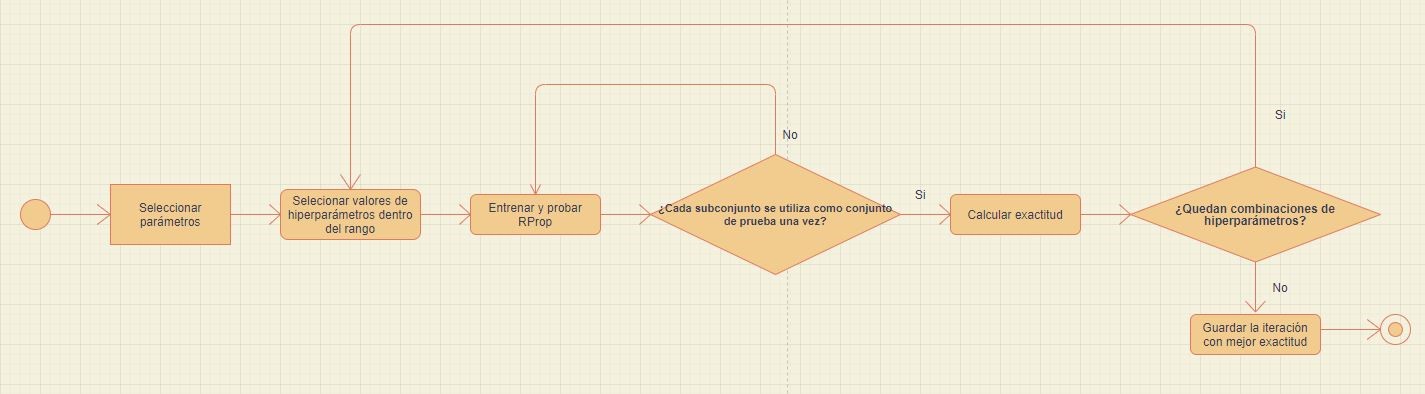 Seleccionar
parámetros
Selecionar valores de
hiperparámetros dentro
del rango
Entrenar y probar
RProp
No
¿Cada subconjunto se utiliza como conjunto
de prueba una vez?
Si
Calcular exactitud
Si
¿Quedan combinaciones de
hiperparámetros?
No
Guardar la iteración
con mejor exactitud